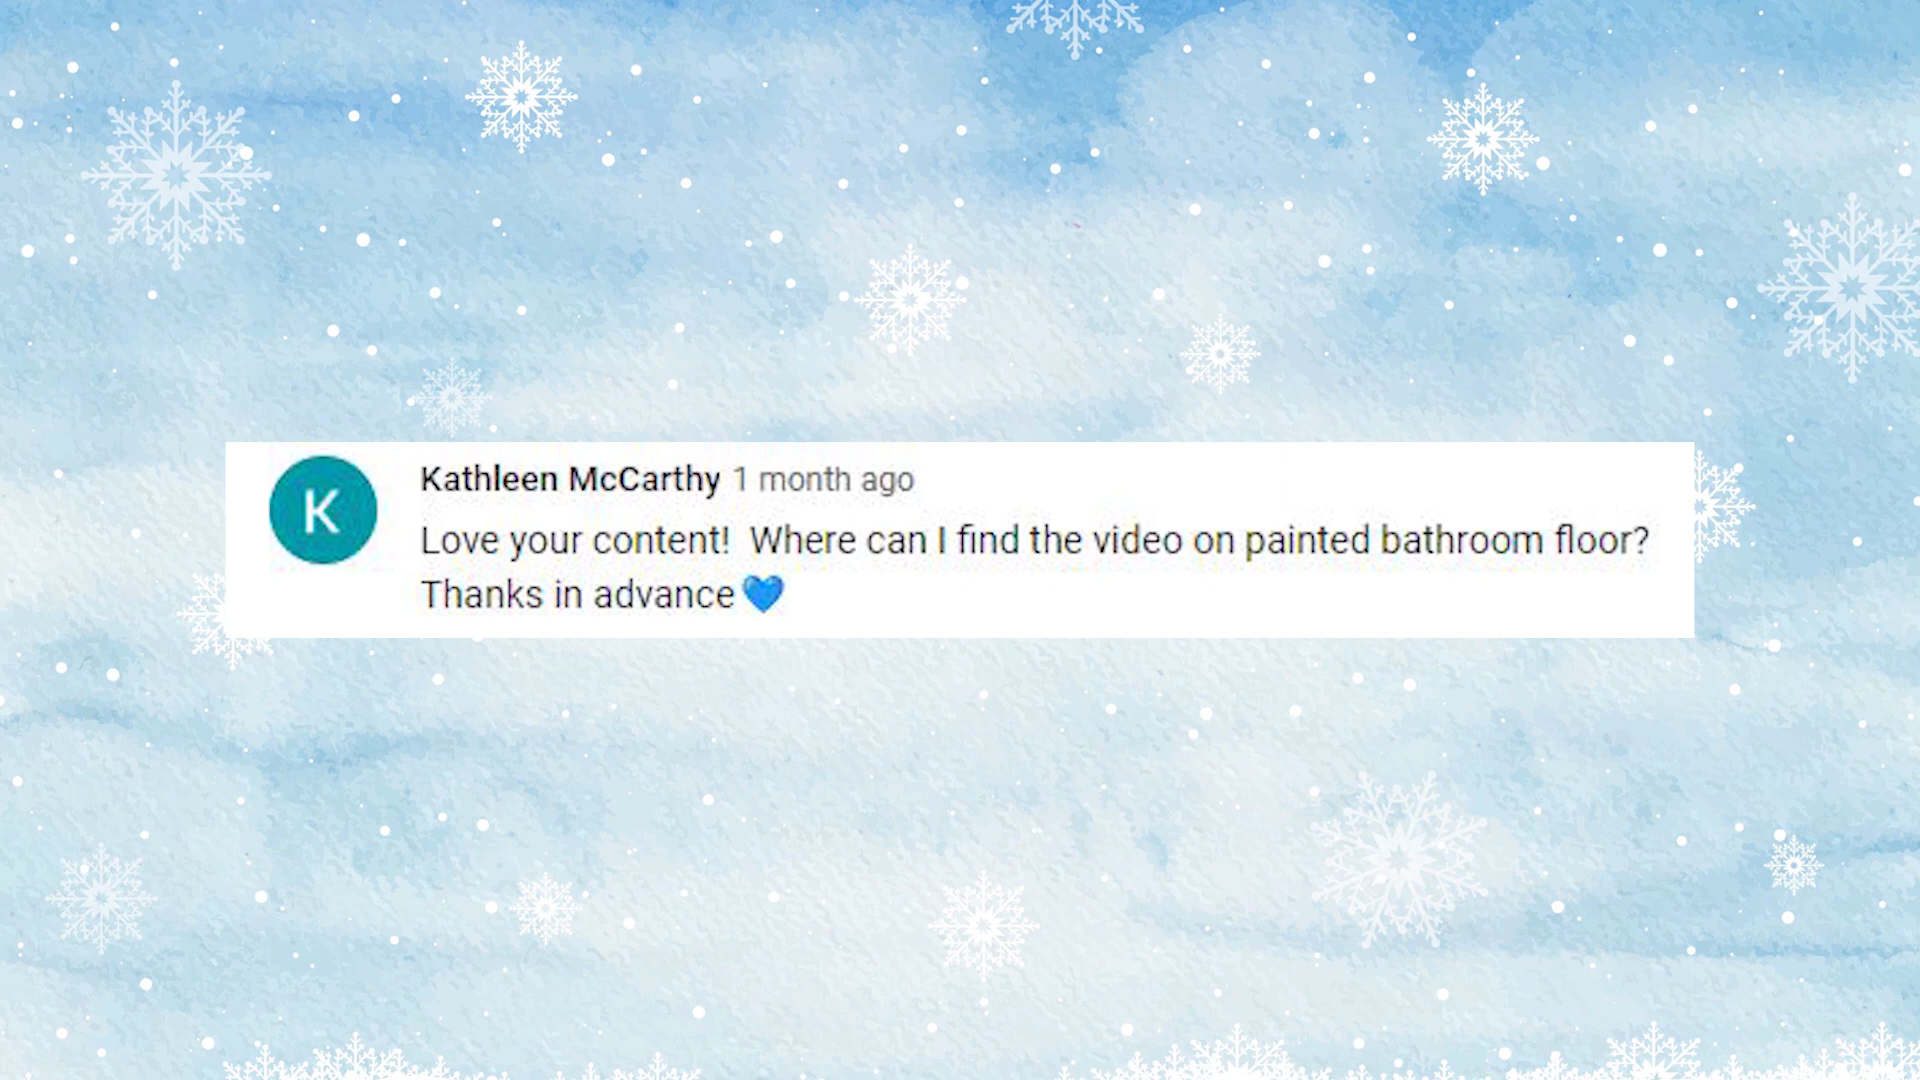 K
Kathleen McCarthy 1 month ago
Love your content!  Where can I find the video on painted bathroom floor?
Thanks in advance💙